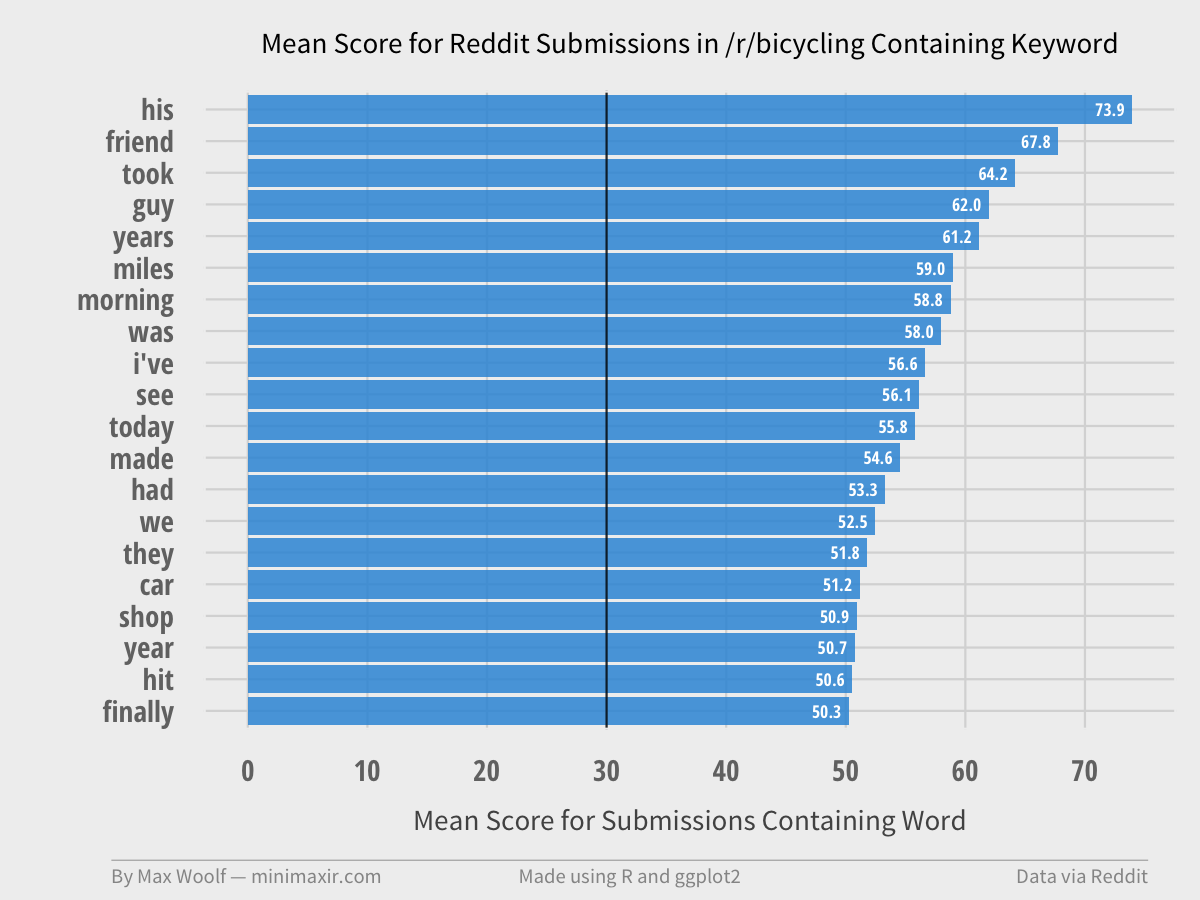 Mean Score for Reddit Submissions in /r/bicycling Containing Keyword
his 73.9
friend 67.8
took 64.2
guy 62.0
years 61.2
miles 59.0
morning 58.8
was 58.0
i've 56.6
see 56.1
today 55.8
made 54.6
had 53.3
we 52.5
they 51.8
car 51.2
shop 50.9
year 50.7
hit 50.6
finally 50.3
0 10 20 30 40 50 60 70
Mean Score for Submissions Containing Word
By Max Woolf — minimaxir.com Made using R and ggplot2 Data via Reddit